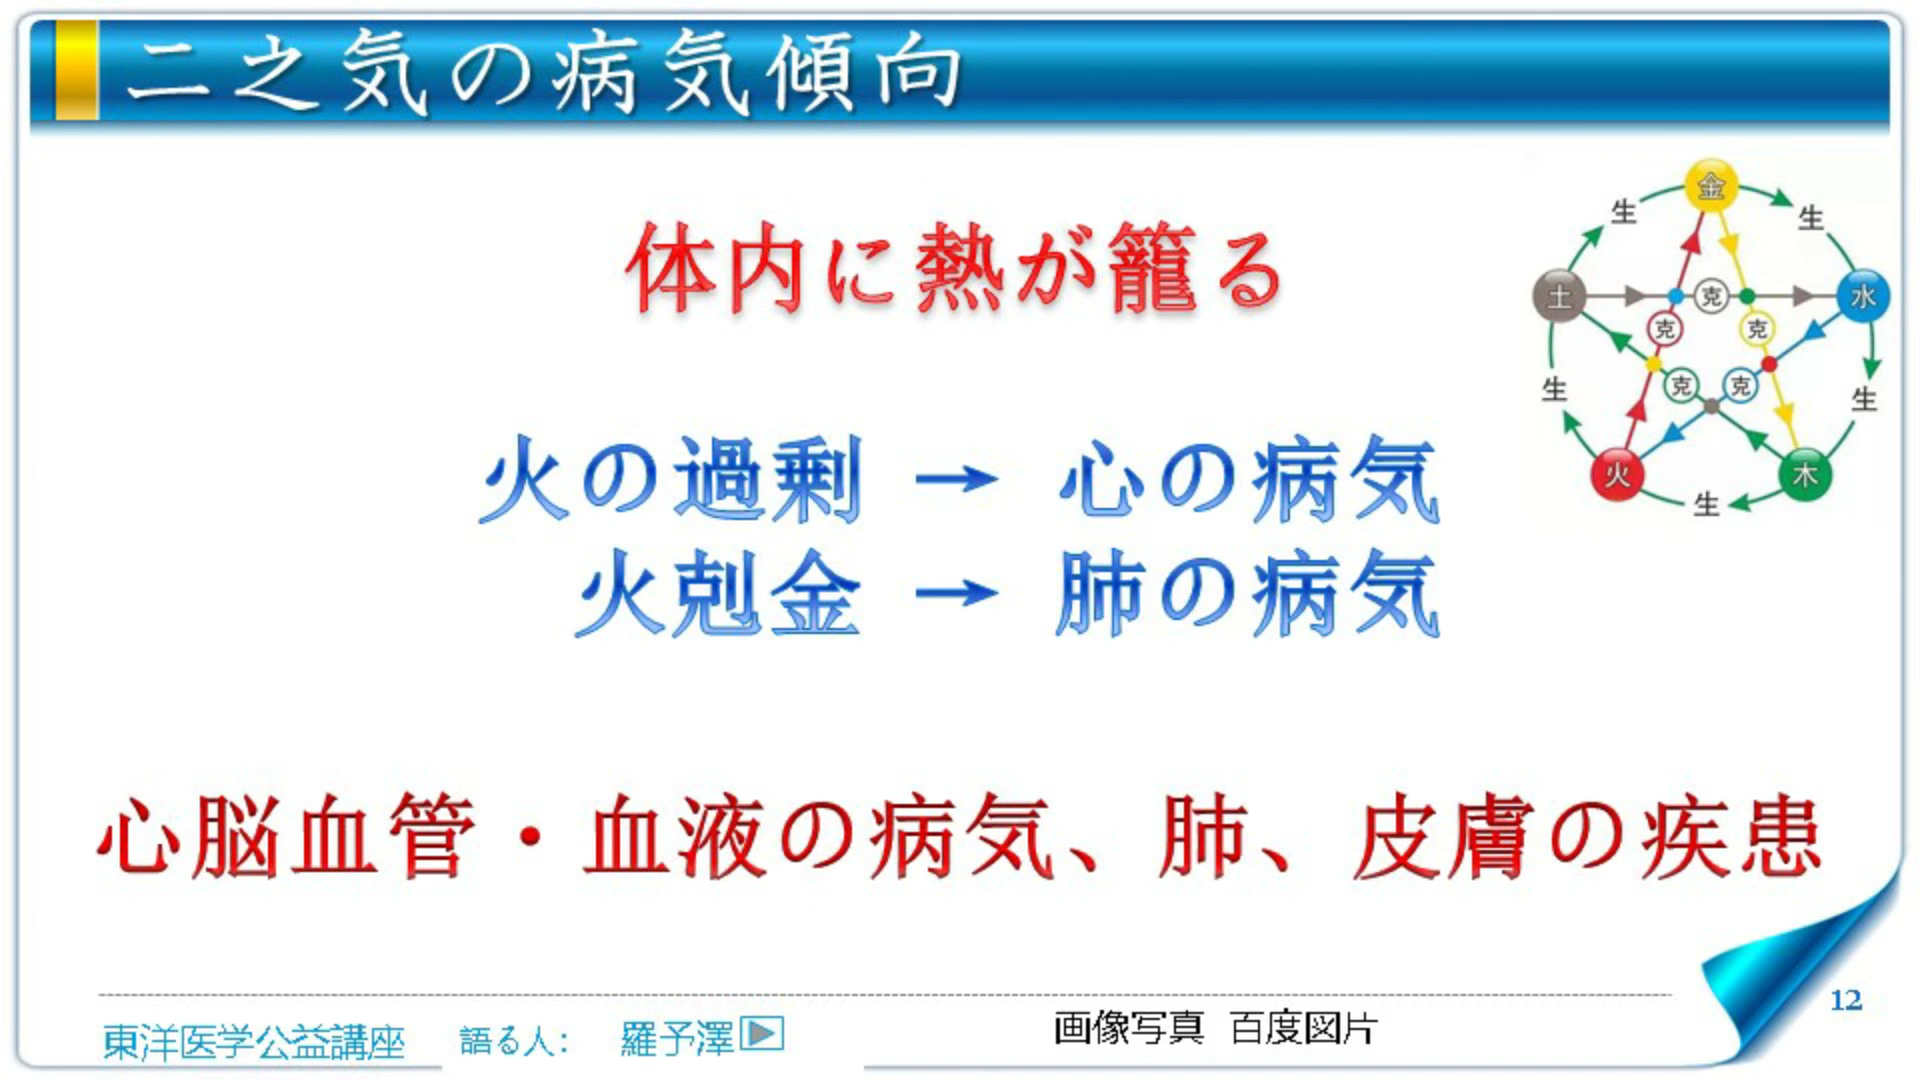 二之気の病気傾向
体内に熱が籠る
火の過剰 → 心の病気
火剋金 → 肺の病気
心脳血管・血液の病気、肺、皮膚の疾患
金
生
生
土
克
水
克
克
克
克
生
生
火
木
生
東洋医学公益講座 語る人: 羅予澤
画像写真 百度図片
12